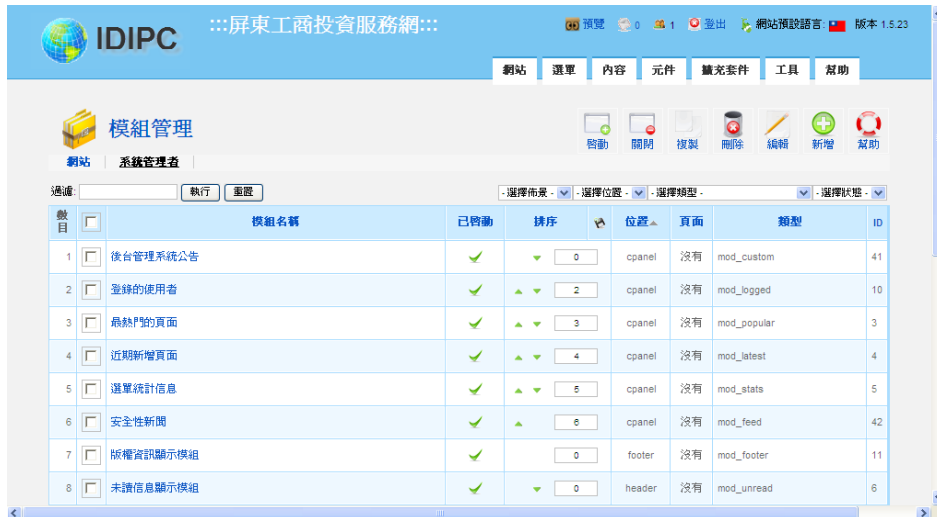 IDIPC
:::屏東工商投資服務網:::
預覽 0 1 登出 網站預設語言: 版本 1.5.23
網站 選單 內容 元件 擴充套件 工具 幫助
模組管理
啓動 關閉 複製 刪除 編輯 新增 幫助
網站 系統管理者
過濾: 執行 重置 - 選擇佈景 - - 選擇位置 - - 選擇類型 - - 選擇狀態 -
數目 模組名稱 已啓動 排序 位置 頁面 類型 ID
1 後台管理系統公告 0 cpanel 沒有 mod_custom 41
2 登錄的使用者 2 cpanel 沒有 mod_logged 10
3 最熱門的頁面 3 cpanel 沒有 mod_popular 3
4 近期新增頁面 4 cpanel 沒有 mod_latest 4
5 選單統計信息 5 cpanel 沒有 mod_stats 5
6 安全性新聞 6 cpanel 沒有 mod_feed 42
7 版權資訊顯示模組 0 footer 沒有 mod_footer 11
8 未讀信息顯示模組 0 header 沒有 mod_unread 6